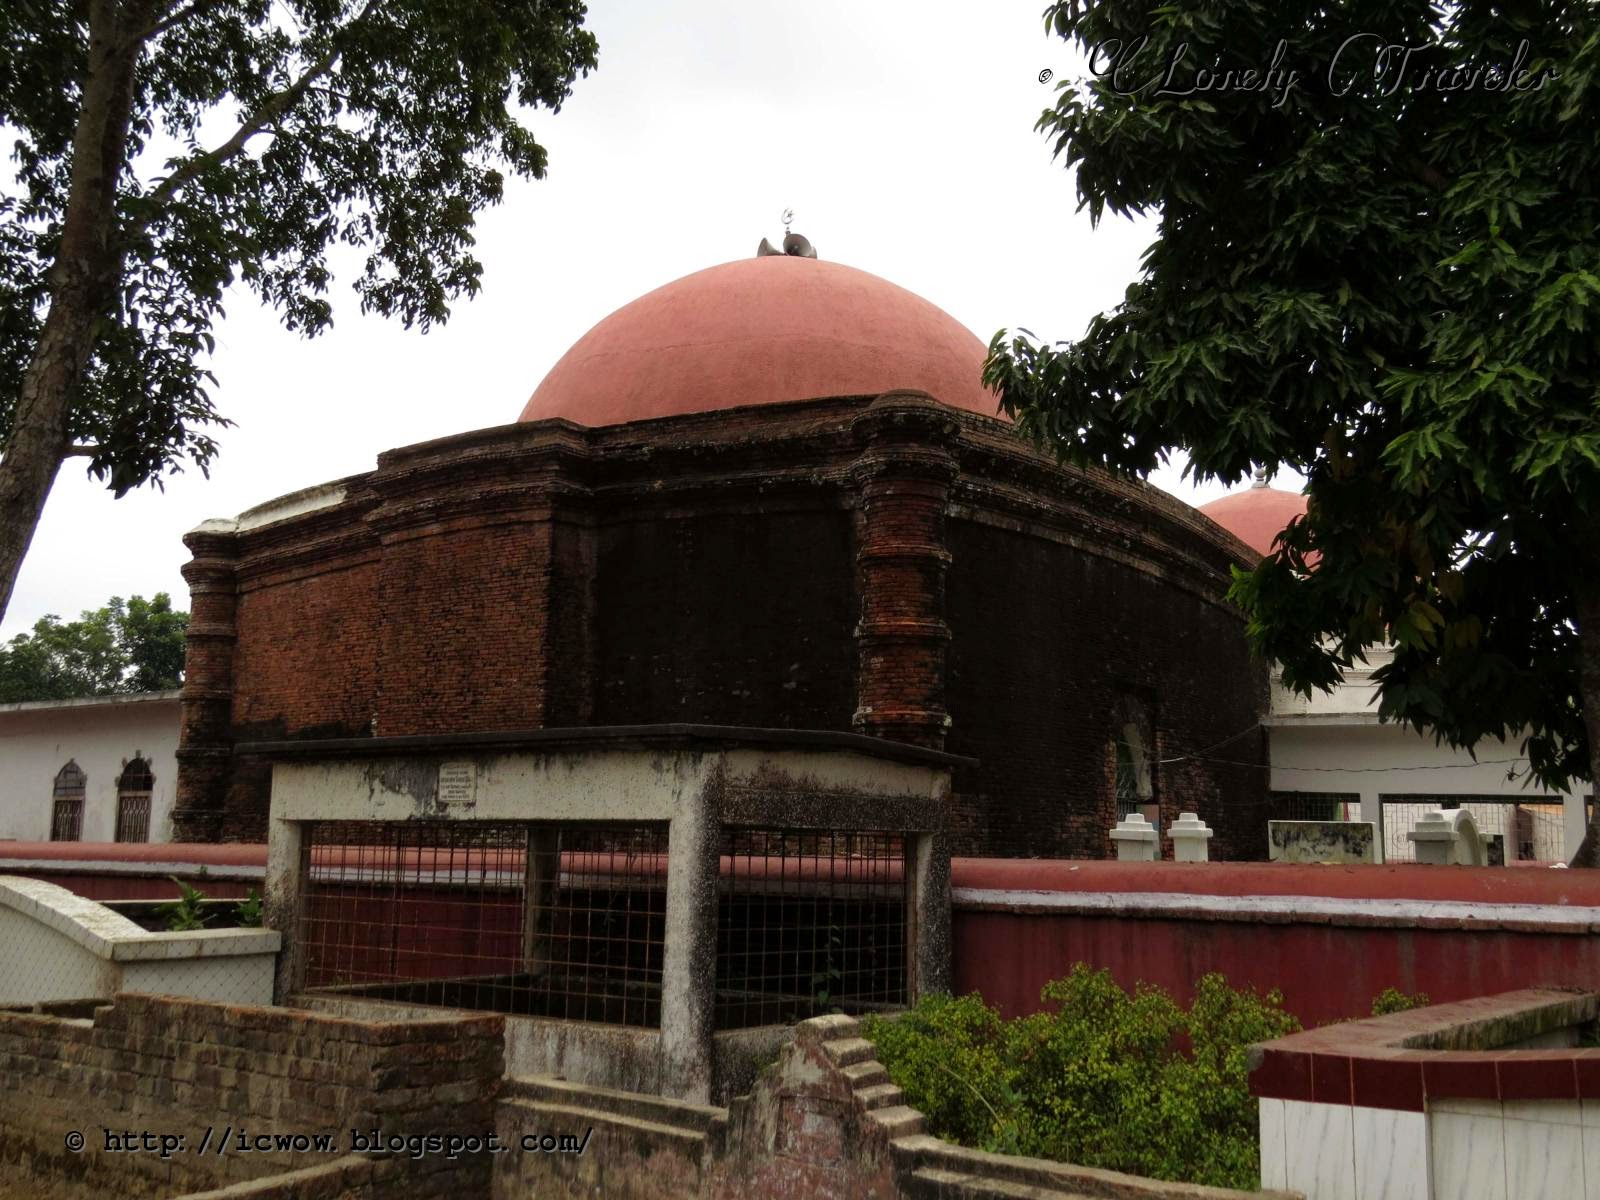 © Lonely Traveler
© http://icwow.blogspot.com/